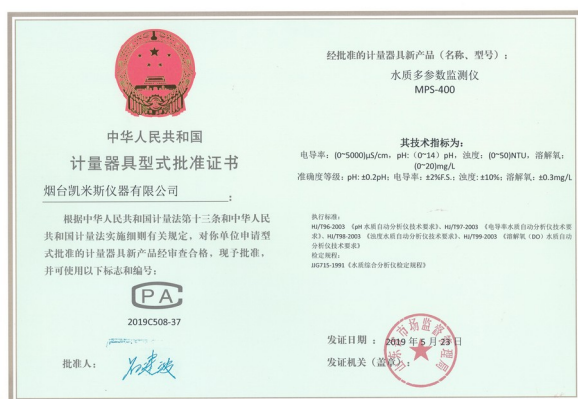 中华人民共和国
计量器具型式批准证书
烟台凯米斯仪器有限公司:
根据中华人民共和国计量法第十三条和中华人民
共和国计量法实施细则有关规定，对你单位申请型
式批准的计量器具新产品经审查合格，现予批准，
并可使用以下标志和编号:
CPA
2019C508-37
批准人:
经批准的计量器具新产品（名称、型号）:
水质多参数监测仪
MPS-400
其技术指标为:
电导率: (0~5000)μS/cm, pH:（0~14）pH, 浊度: (0~50)NTU, 溶解氧:
(0~20)mg/L
准确度等级: pH: ±0.2pH; 电导率: ±2%F.S.; 浊度: ±10%; 溶解氧: ±0.3mg/L
执行标准:
HJ/T96-2003 《pH 水质自动分析仪技术要求》、HJ/T97-2003 《电导率水质自动分析仪技术要
求》、HJ/T98-2003 《浊度水质自动分析仪技术要求》、HJ/T99-2003 《溶解氧（DO）水质自动
分析仪技术要求》
检定规程:
JJG715-1991《水质综合分析仪检定规程》
发证日期: 2019 年 5 月 23 日
发证机关（盖章）:
山东省市场监督管理局